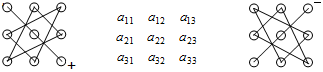 −
a₁₁ a₁₂ a₁₃
a₂₁ a₂₂ a₂₃
a₃₁ a₃₂ a₃₃
+